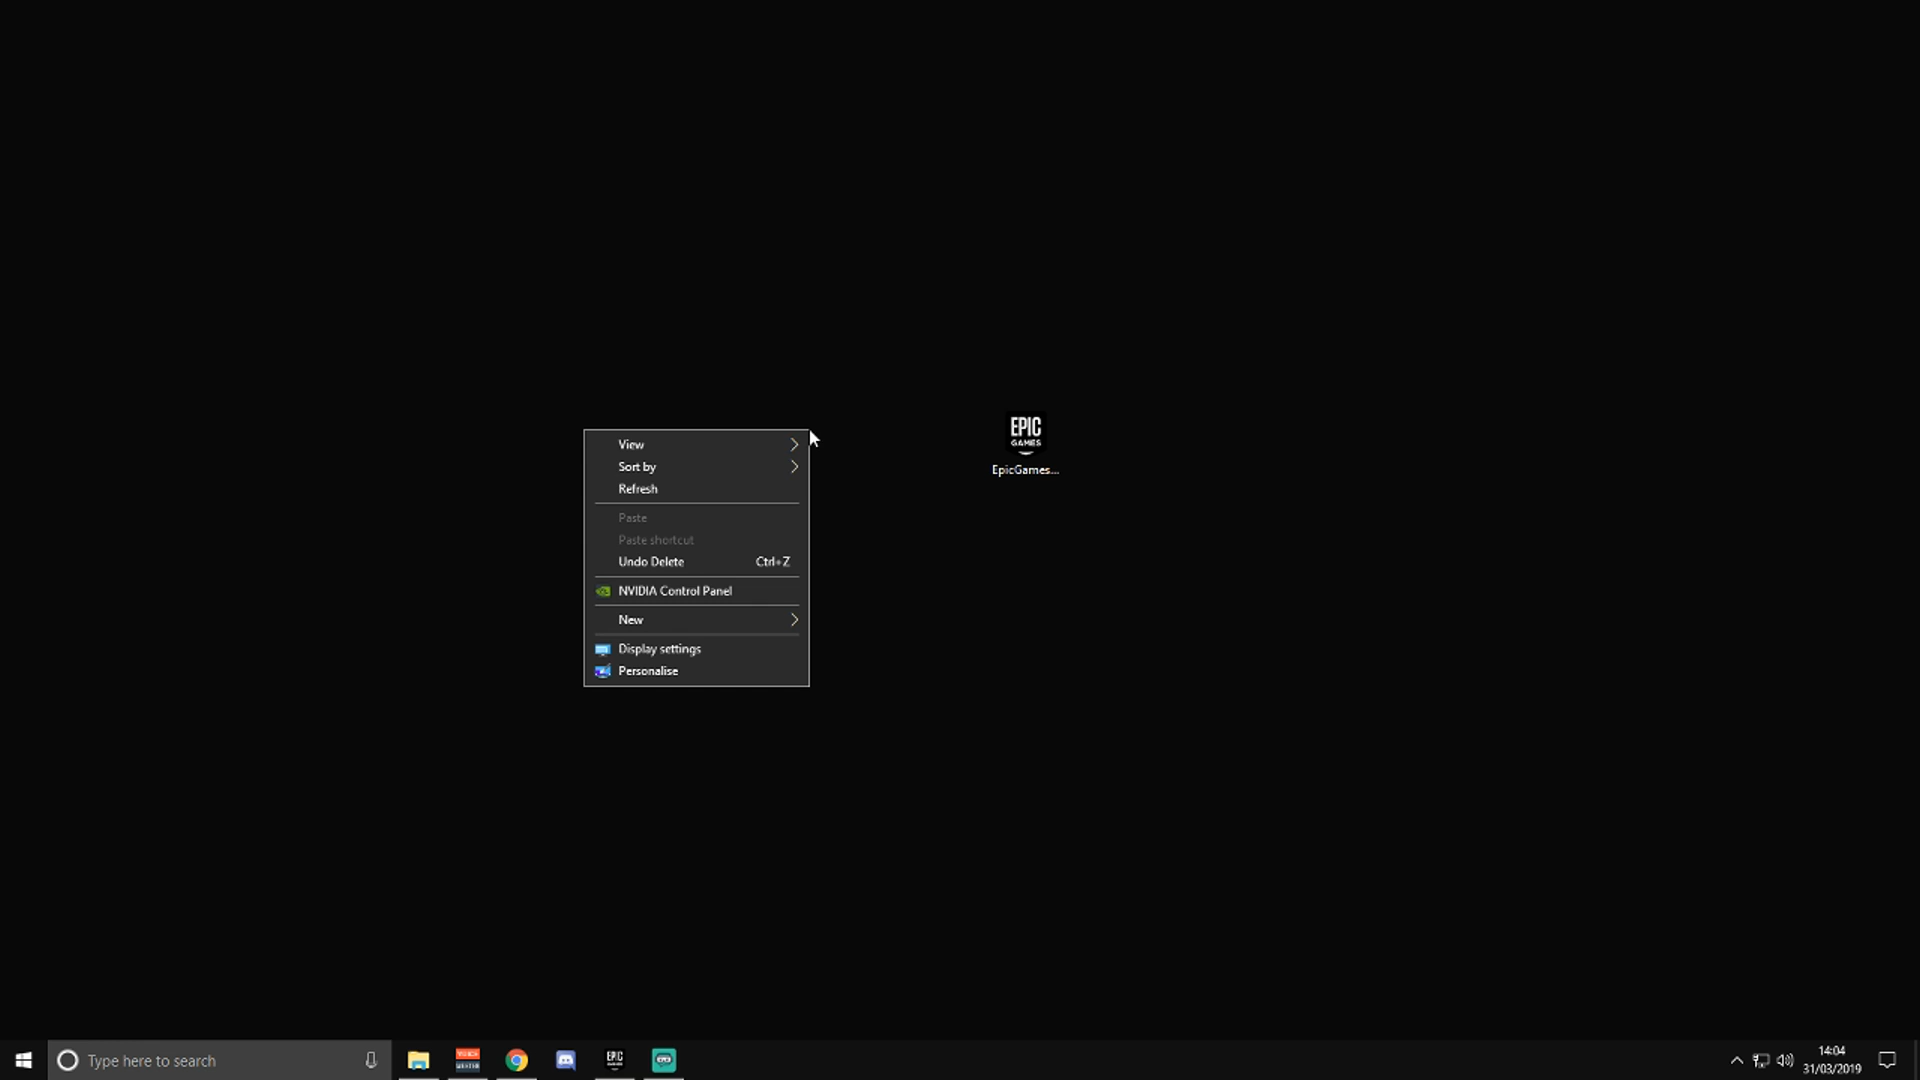 EPIC
GAMES
EpicGames...
View
Sort by
Refresh
Paste
Paste shortcut
Undo Delete Ctrl+Z
NVIDIA Control Panel
New
Display settings
Personalise
Type here to search
EPIC
14:04
31/03/2019